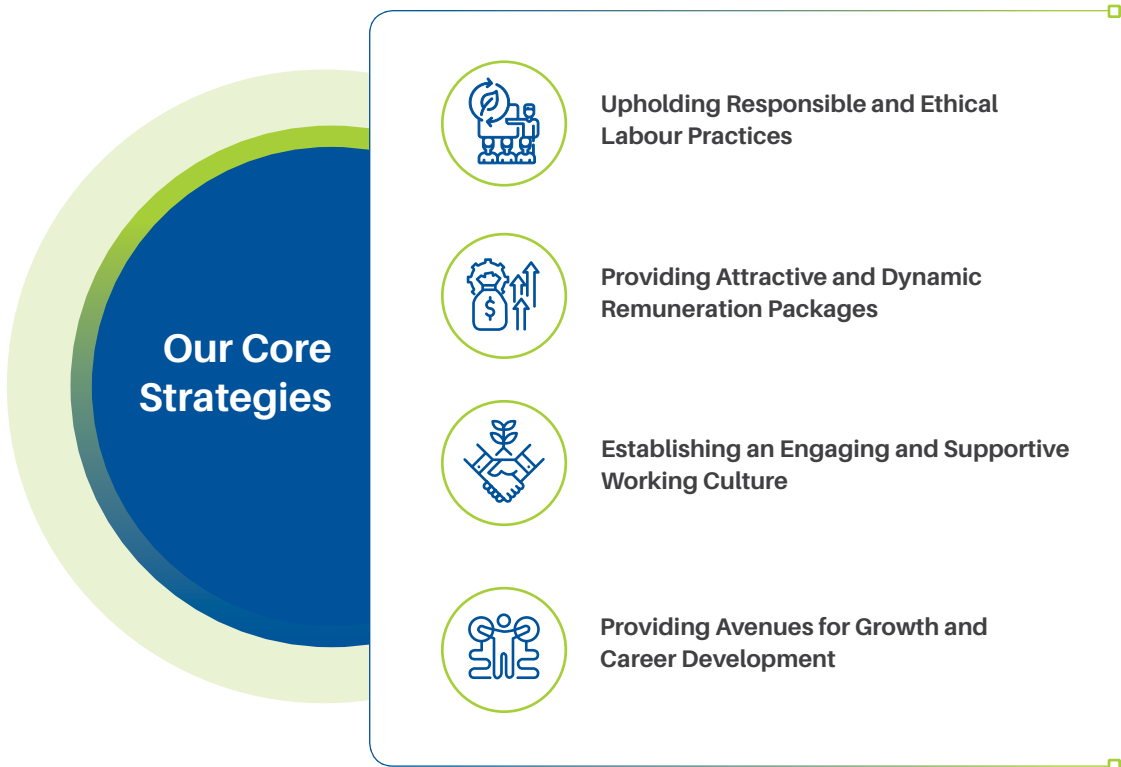 Our Core
Strategies
Upholding Responsible and Ethical
Labour Practices
Providing Attractive and Dynamic
Remuneration Packages
$
Establishing an Engaging and Supportive
Working Culture
Providing Avenues for Growth and
Career Development